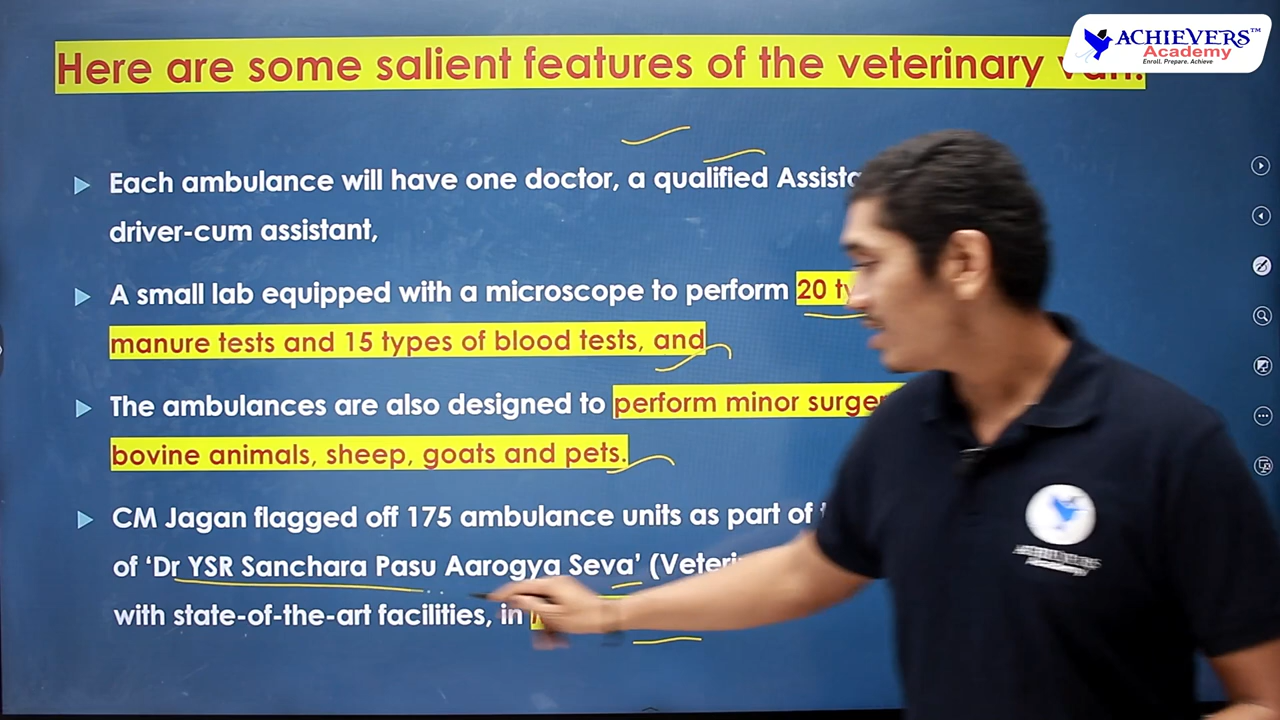 Here are some salient features of the veterinary
ACHIEVERS™
Academy
Enroll. Prepare. Achieve
Each ambulance will have one doctor, a qualified
driver-cum assistant,
A small lab equipped with a microscope to perform 20
manure tests and 15 types of blood tests, and
The ambulances are also designed to perform minor
bovine animals, sheep, goats and pets.
CM Jagan flagged off 175 ambulance units as part of
of ‘Dr YSR Sanchara Pasu Aarogya Seva’
with state-of-the-art facilities, in
Academy